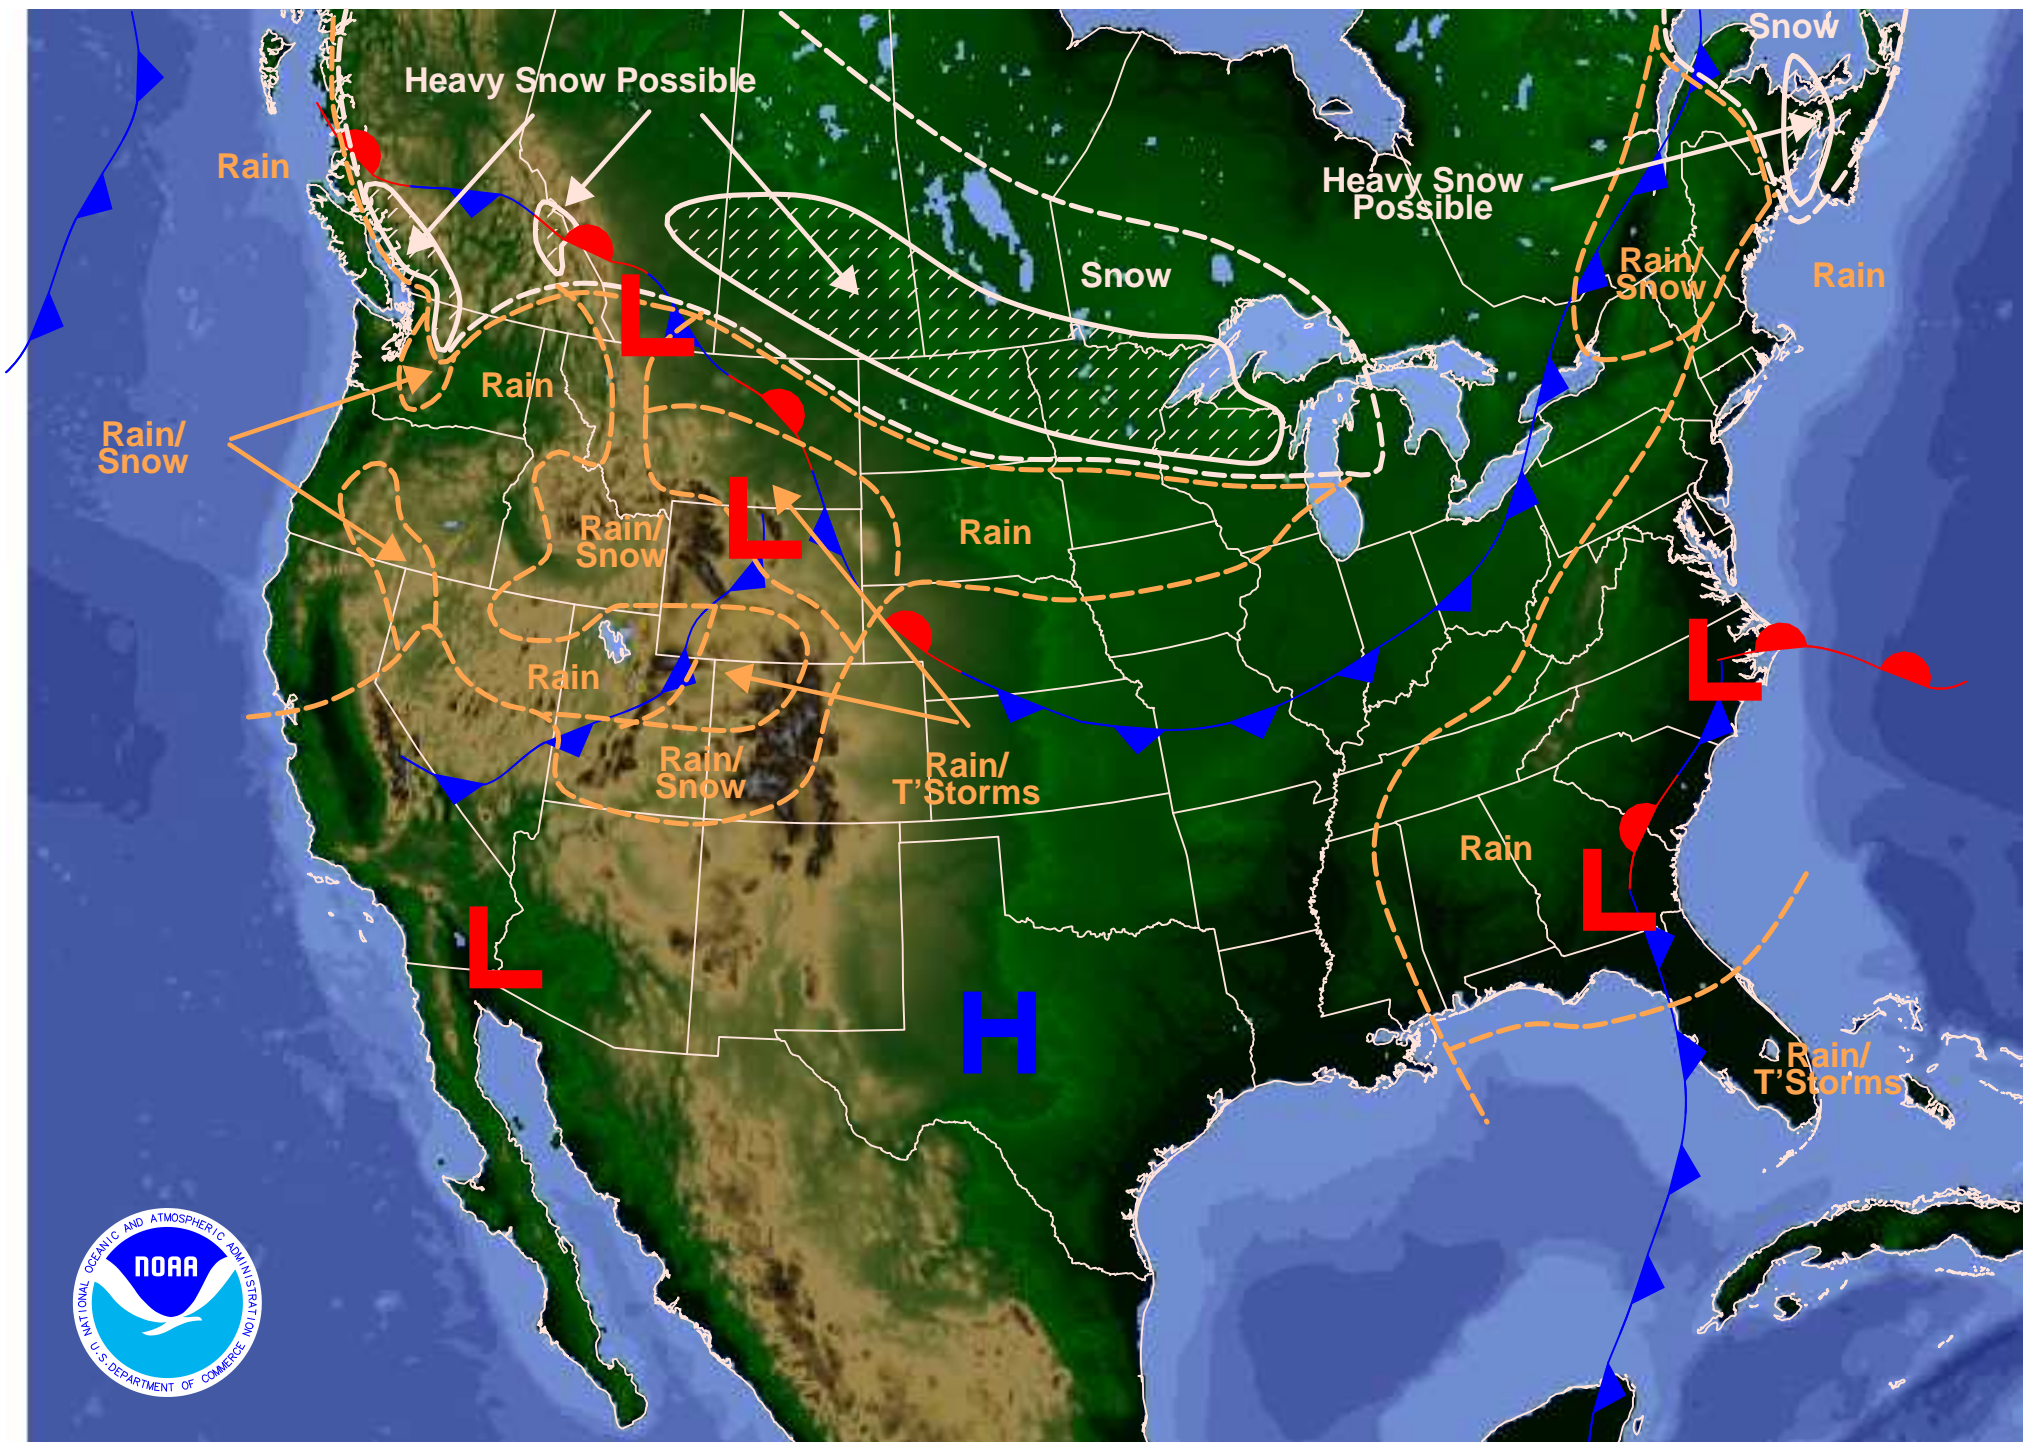 Snow
Heavy Snow Possible
Rain
Heavy Snow
Possible
Rain/
Snow
Rain
Snow
Rain
Rain/
Snow
Rain
Rain/
Snow
Rain
Rain/
Snow
Rain/
T'Storms
L
L
L
L
L
H
Rain
Rain/
T'Storms
NATIONAL OCEANIC AND ATMOSPHERIC ADMINISTRATION
NOAA
U.S. DEPARTMENT OF COMMERCE